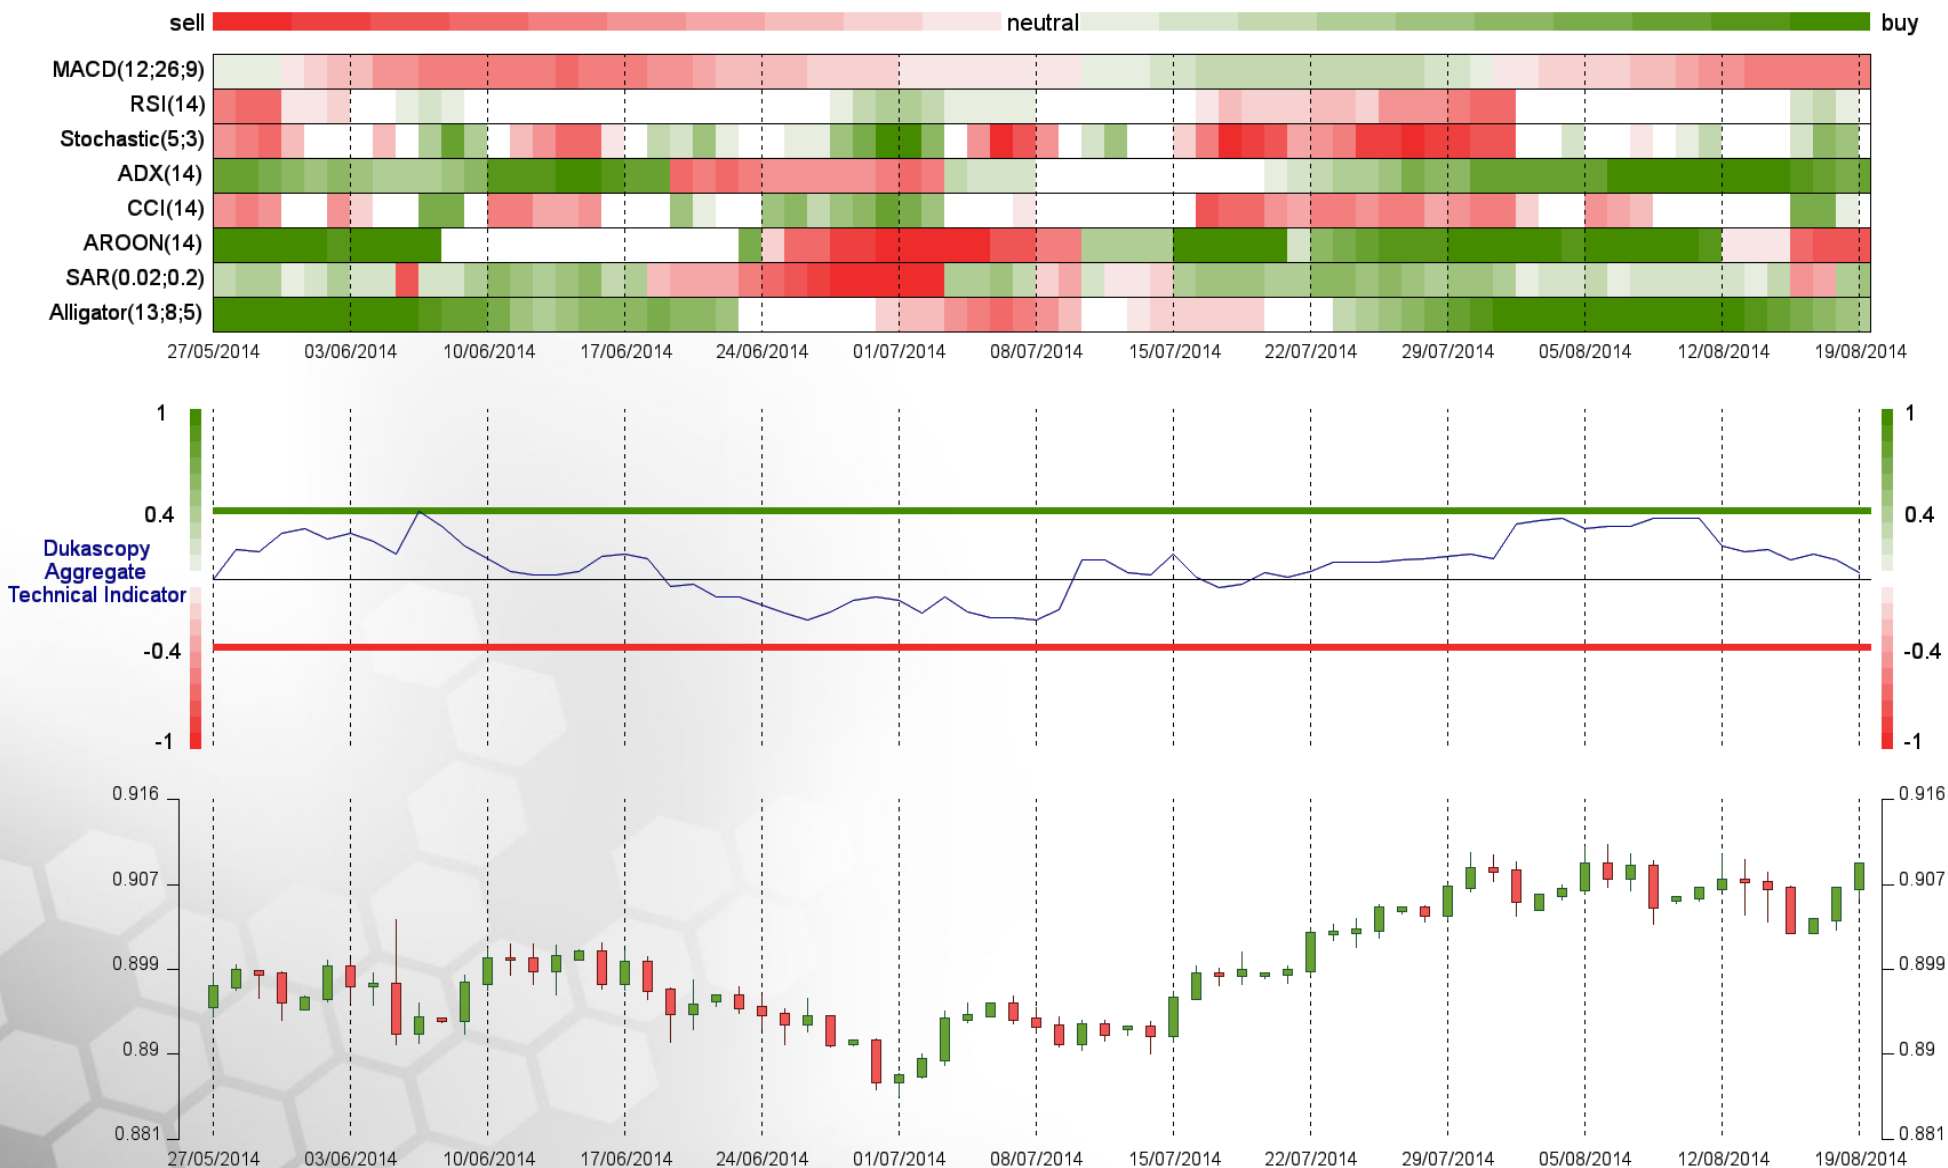 sell neutral buy
MACD(12;26;9)
RSI(14)
Stochastic(5;3)
ADX(14)
CCI(14)
AROON(14)
SAR(0.02;0.2)
Alligator(13;8;5)
27/05/2014 03/06/2014 10/06/2014 17/06/2014 24/06/2014 01/07/2014 08/07/2014 15/07/2014 22/07/2014 29/07/2014 05/08/2014 12/08/2014 19/08/2014
1 1
0.4 0.4
Dukascopy
Aggregate
Technical Indicator
-0.4 -0.4
-1 -1
0.916 0.916
0.907 0.907
0.899 0.899
0.89 0.89
0.881 0.881
27/05/2014 03/06/2014 10/06/2014 17/06/2014 24/06/2014 01/07/2014 08/07/2014 15/07/2014 22/07/2014 29/07/2014 05/08/2014 12/08/2014 19/08/2014